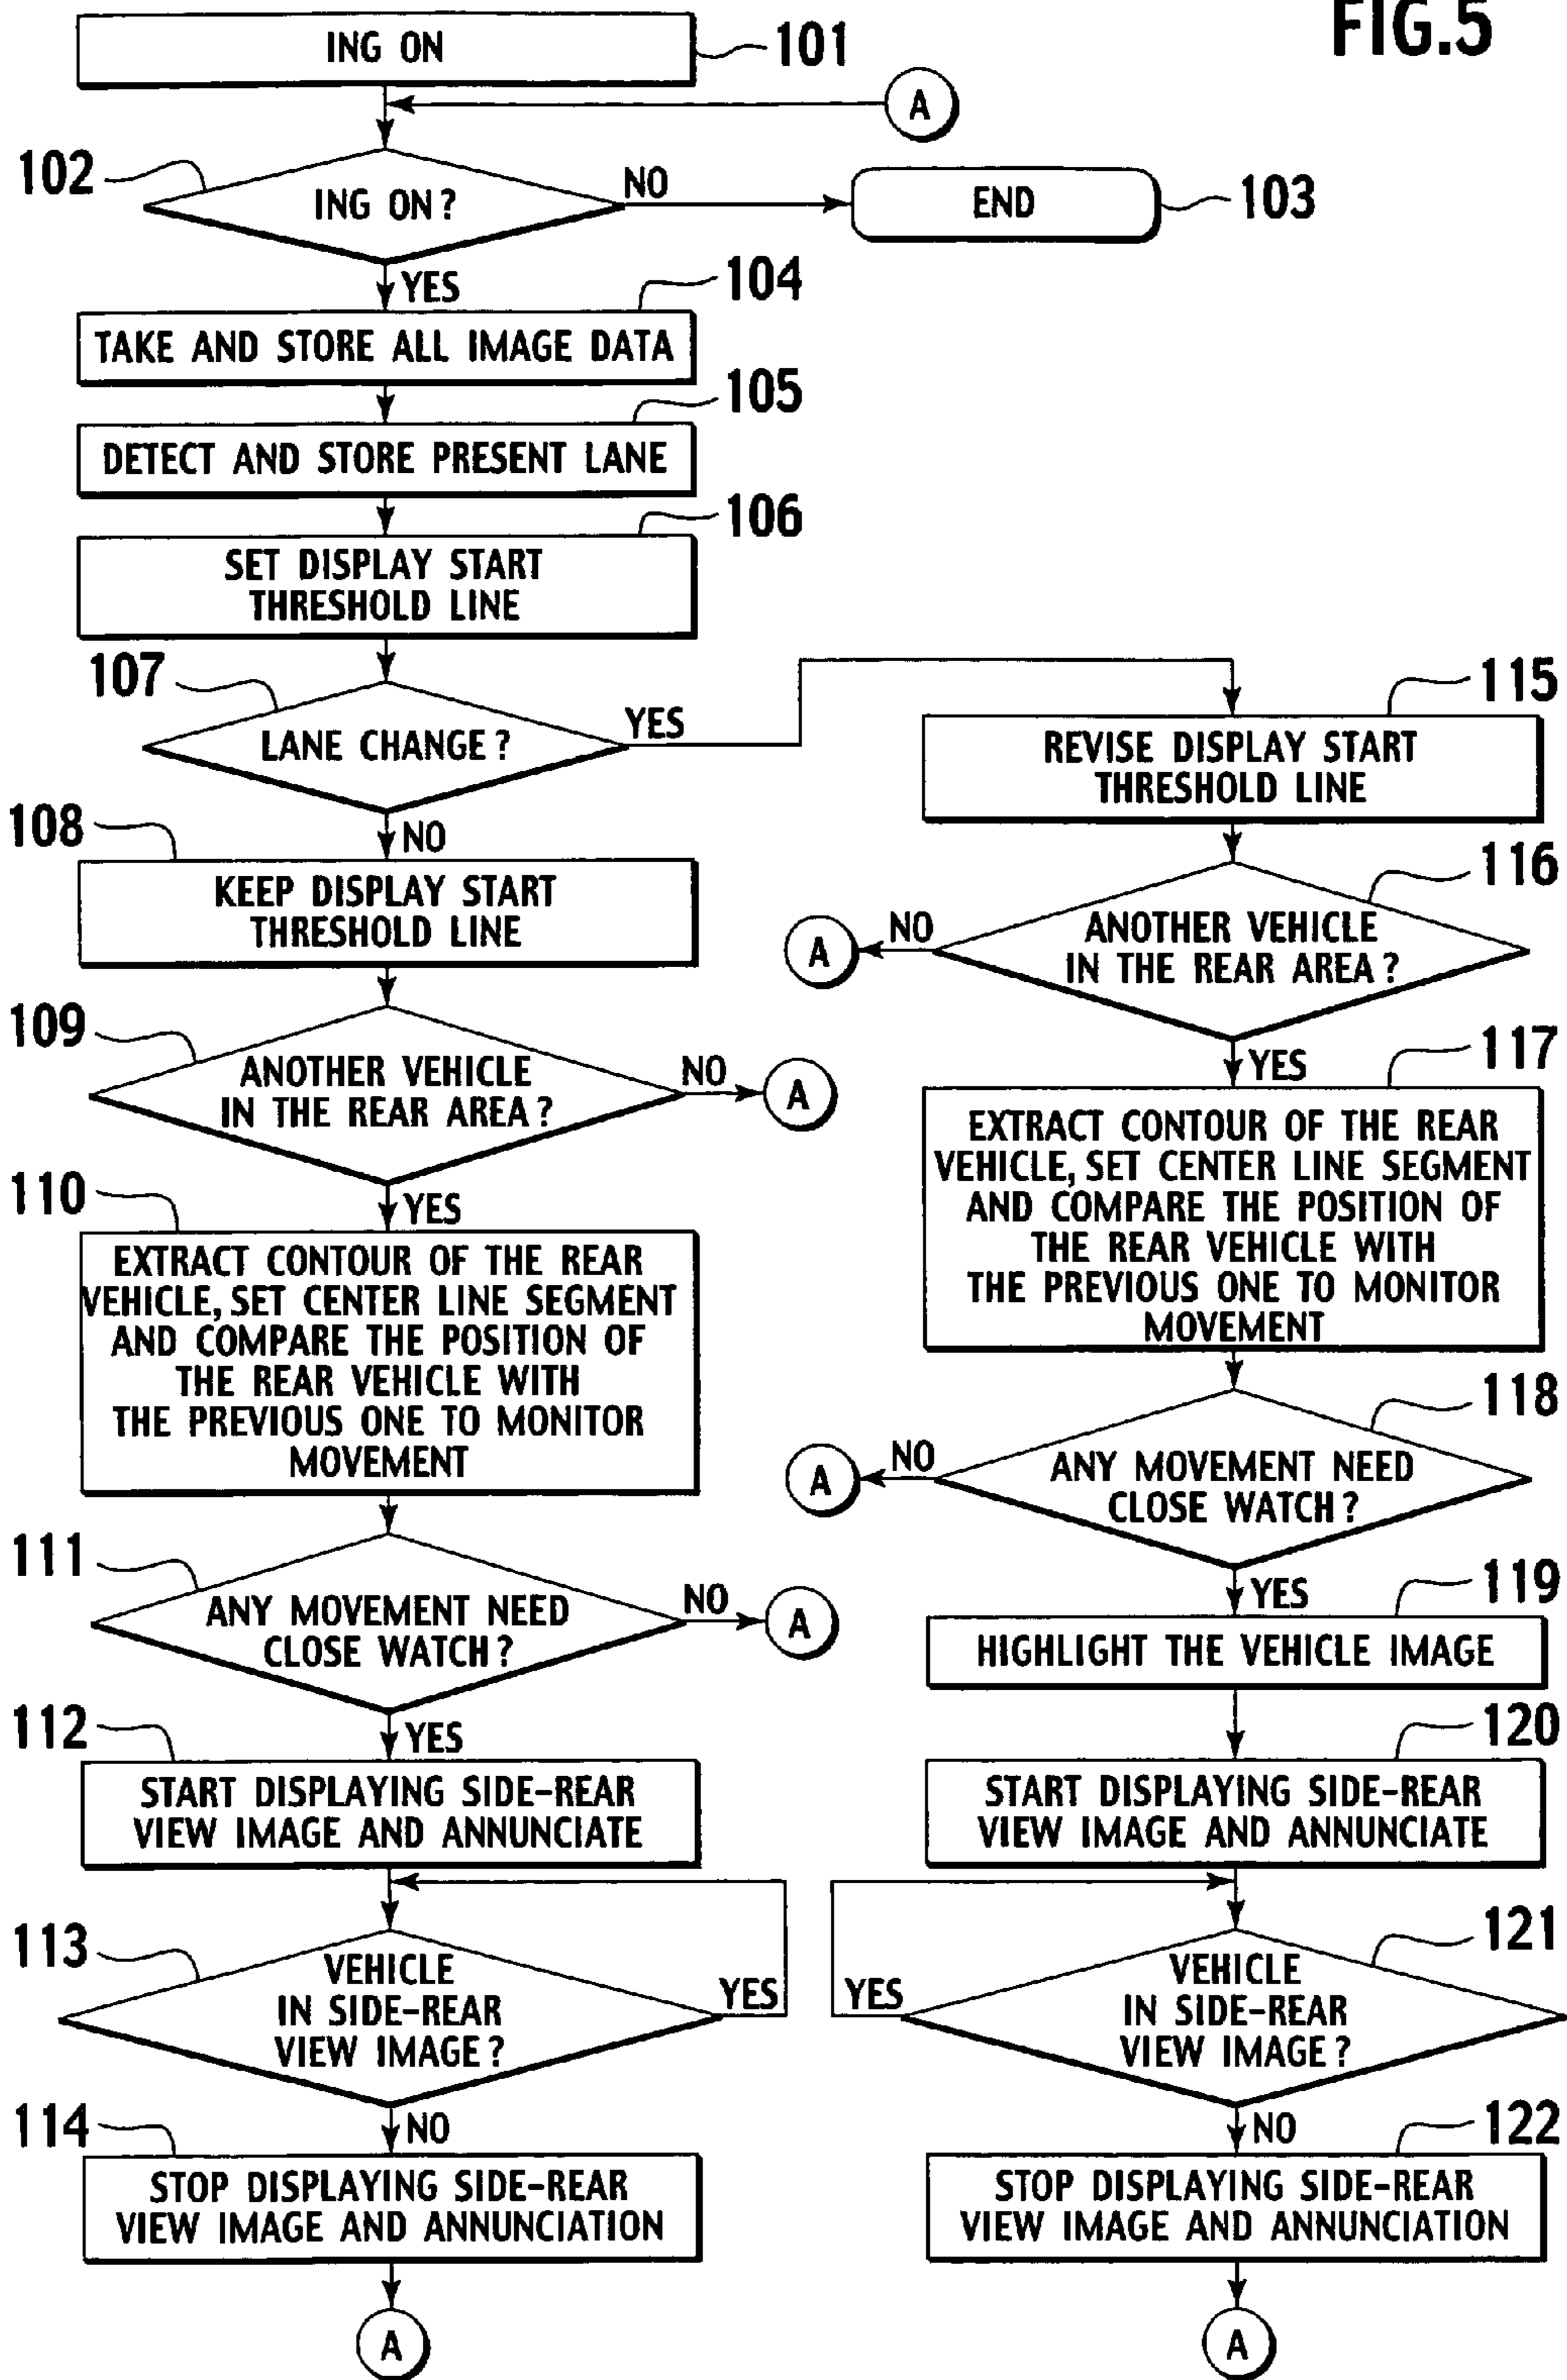 FIG.5
ING ON
101
A
102
ING ON?
NO
END
103
YES
104
TAKE AND STORE ALL IMAGE DATA
105
DETECT AND STORE PRESENT LANE
106
SET DISPLAY START
THRESHOLD LINE
107
LANE CHANGE?
YES
NO
108
KEEP DISPLAY START
THRESHOLD LINE
109
ANOTHER VEHICLE
IN THE REAR AREA?
NO
A
YES
110
EXTRACT CONTOUR OF THE REAR
VEHICLE, SET CENTER LINE SEGMENT
AND COMPARE THE POSITION OF
THE REAR VEHICLE WITH
THE PREVIOUS ONE TO MONITOR
MOVEMENT
111
ANY MOVEMENT NEED
CLOSE WATCH?
NO
A
YES
112
START DISPLAYING SIDE-REAR
VIEW IMAGE AND ANNUNCIATE
113
VEHICLE
IN SIDE-REAR
VIEW IMAGE?
YES
NO
114
STOP DISPLAYING SIDE-REAR
VIEW IMAGE AND ANNUNCIATION
A
115
REVISE DISPLAY START
THRESHOLD LINE
116
ANOTHER VEHICLE
IN THE REAR AREA?
NO
A
YES
117
EXTRACT CONTOUR OF THE REAR
VEHICLE, SET CENTER LINE SEGMENT
AND COMPARE THE POSITION OF
THE REAR VEHICLE WITH
THE PREVIOUS ONE TO MONITOR
MOVEMENT
118
ANY MOVEMENT NEED
CLOSE WATCH?
NO
A
YES
119
HIGHLIGHT THE VEHICLE IMAGE
120
START DISPLAYING SIDE-REAR
VIEW IMAGE AND ANNUNCIATE
121
VEHICLE
IN SIDE-REAR
VIEW IMAGE?
YES
NO
122
STOP DISPLAYING SIDE-REAR
VIEW IMAGE AND ANNUNCIATION
A